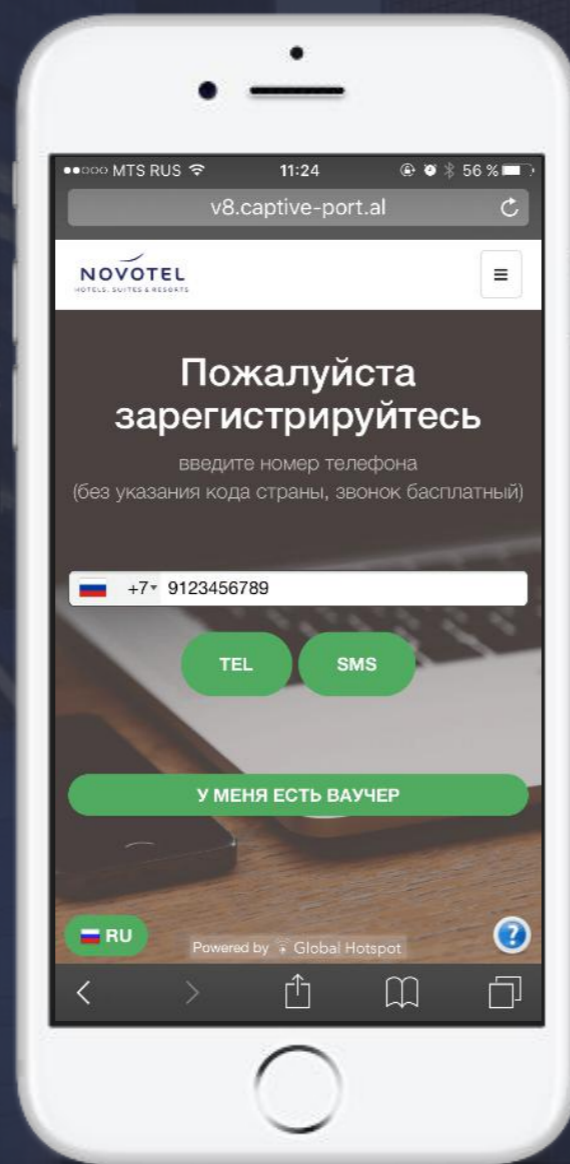 MTS RUS 11:24 56 %
v8.captive-port.al
NOVOTEL
HOTELS, SUITES & RESORTS
Пожалуйста
зарегистрируйтесь
введите номер телефона
(без указания кода страны, звонок басплатный)
+7 9123456789
TEL SMS
У МЕНЯ ЕСТЬ ВАУЧЕР
RU
Powered by Global Hotspot
?